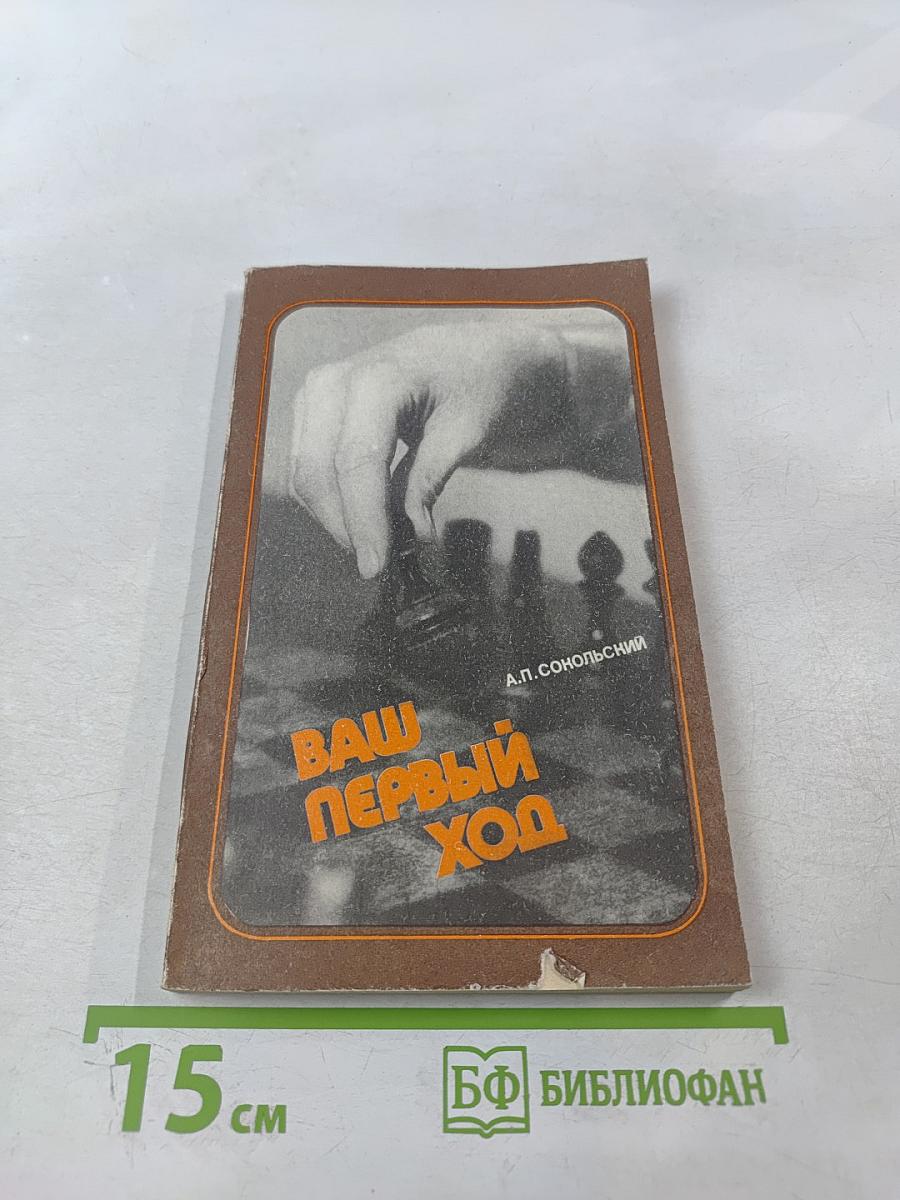 А.П.СОКОЛЬСКИЙ
ВАШ
ПЕРВЫЙ
ХОД
15 см
БФ БИБЛИОФАН